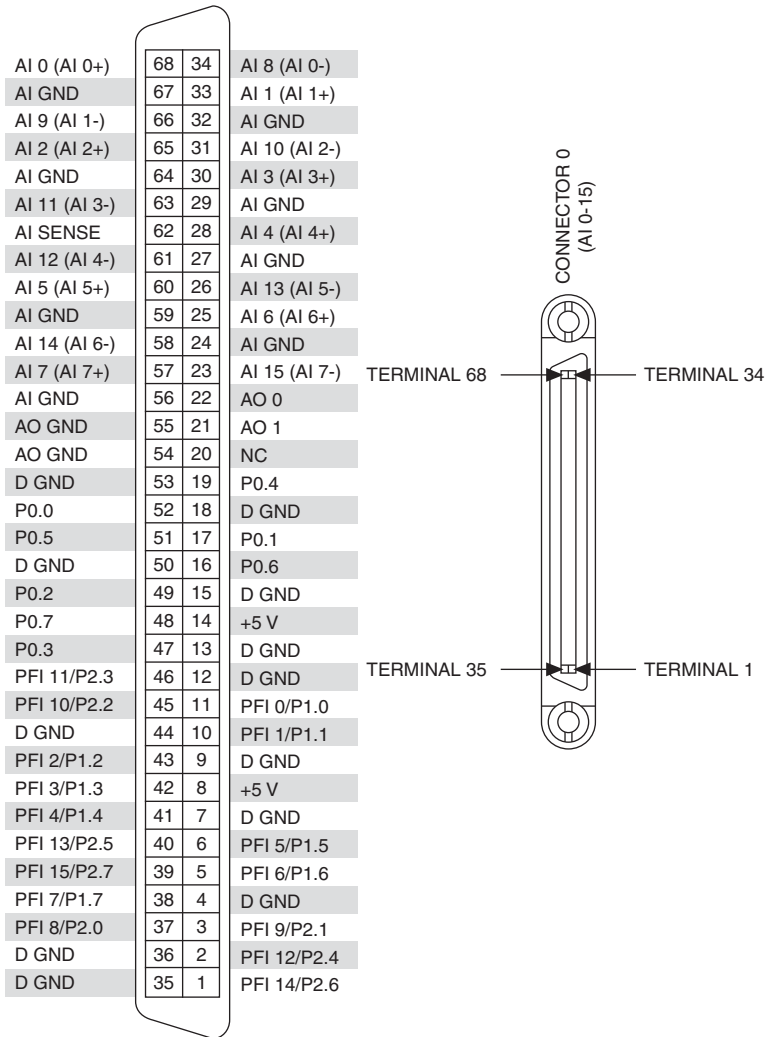 AI 0 (AI 0+) 68 34 AI 8 (AI 0-)
AI GND 67 33 AI 1 (AI 1+)
AI 9 (AI 1-) 66 32 AI GND
AI 2 (AI 2+) 65 31 AI 10 (AI 2-)
AI GND 64 30 AI 3 (AI 3+)
AI 11 (AI 3-) 63 29 AI GND
AI SENSE 62 28 AI 4 (AI 4+)
AI 12 (AI 4-) 61 27 AI GND
AI 5 (AI 5+) 60 26 AI 13 (AI 5-)
AI GND 59 25 AI 6 (AI 6+)
AI 14 (AI 6-) 58 24 AI GND
AI 7 (AI 7+) 57 23 AI 15 (AI 7-)
AI GND 56 22 AO 0
AO GND 55 21 AO 1
AO GND 54 20 NC
D GND 53 19 P0.4
P0.0 52 18 D GND
P0.5 51 17 P0.1
D GND 50 16 P0.6
P0.2 49 15 D GND
P0.7 48 14 +5 V
P0.3 47 13 D GND
PFI 11/P2.3 46 12 D GND
PFI 10/P2.2 45 11 PFI 0/P1.0
D GND 44 10 PFI 1/P1.1
PFI 2/P1.2 43 9 D GND
PFI 3/P1.3 42 8 +5 V
PFI 4/P1.4 41 7 D GND
PFI 13/P2.5 40 6 PFI 5/P1.5
PFI 15/P2.7 39 5 PFI 6/P1.6
PFI 7/P1.7 38 4 D GND
PFI 8/P2.0 37 3 PFI 9/P2.1
D GND 36 2 PFI 12/P2.4
D GND 35 1 PFI 14/P2.6
CONNECTOR 0
(AI 0-15)
TERMINAL 68 TERMINAL 34
TERMINAL 35 TERMINAL 1